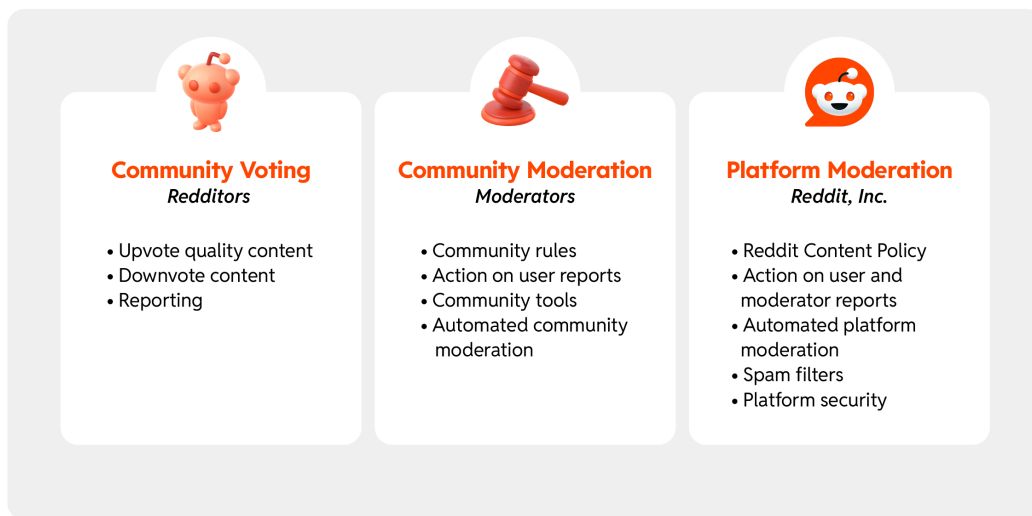 Community Voting
Redditors
• Upvote quality content
• Downvote content
• Reporting
Community Moderation
Moderators
• Community rules
• Action on user reports
• Community tools
• Automated community
moderation
Platform Moderation
Reddit, Inc.
• Reddit Content Policy
• Action on user and
moderator reports
• Automated platform
moderation
• Spam filters
• Platform security